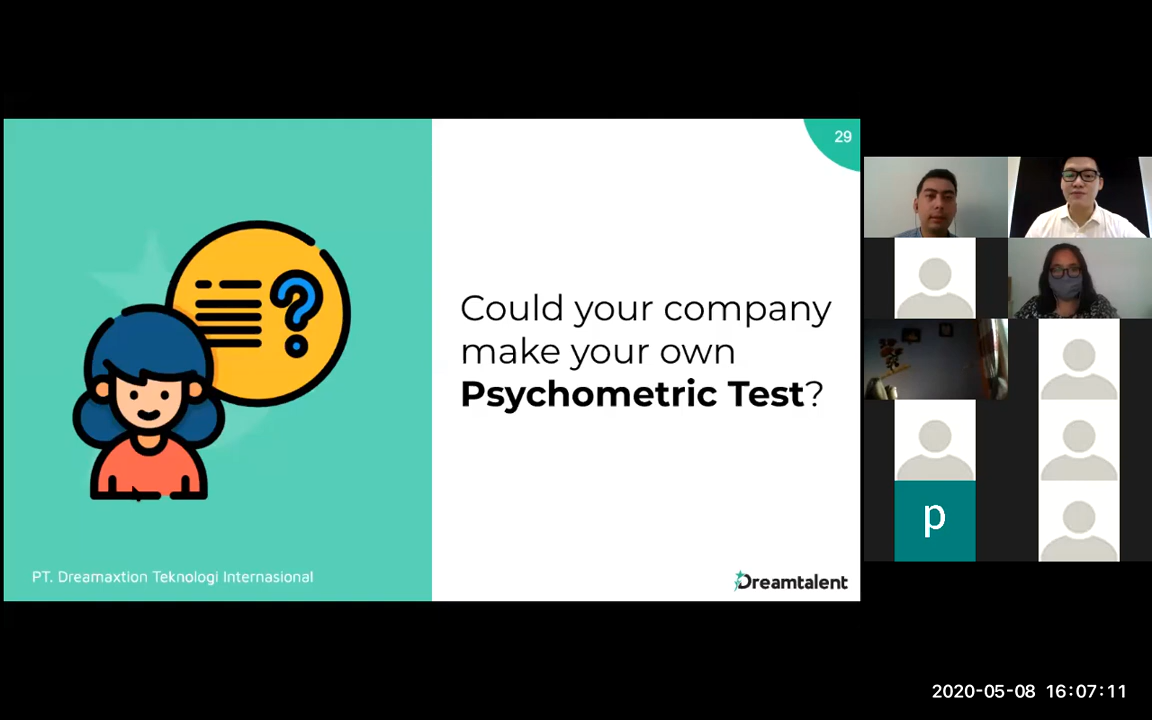 29
Could your company
make your own
Psychometric Test?
PT. Dreamaxtion Teknologi Internasional
Dreamtalent
p
2020-05-08 16:07:11